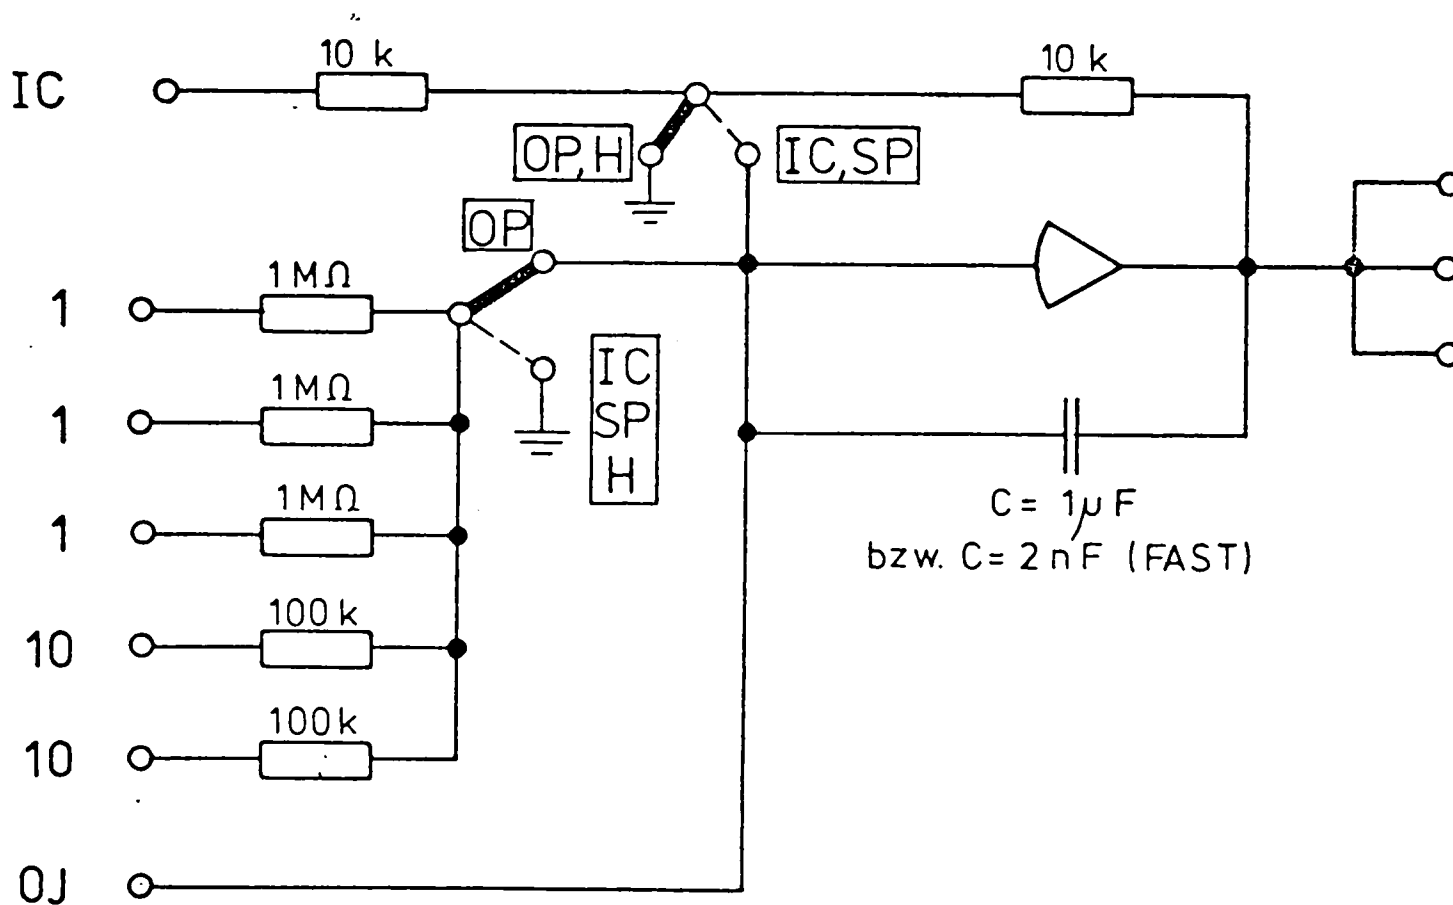 10 k
10 k
IC
OP,H
IC,SP
OP
1MΩ
1
IC
SP
H
1MΩ
1
1MΩ
1
C = 1µF
bzw. C = 2nF (FAST)
100k
10
100k
10
OJ